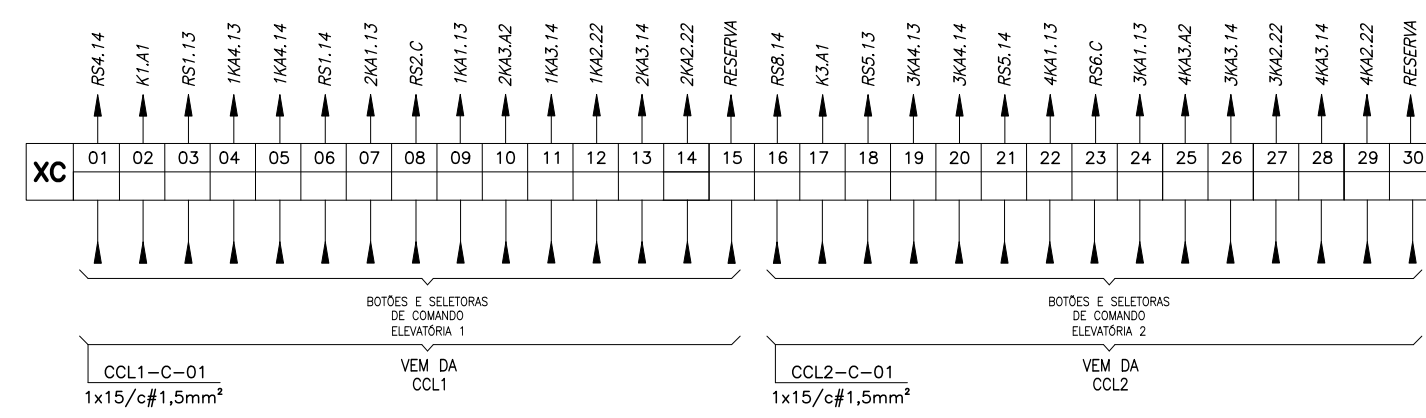 RS4.14
K1.A1
RS1.13
1KA4.13
1KA4.14
RS1.14
2KA1.13
RS2.C
1KA1.13
2KA3.A2
1KA3.14
1KA2.22
2KA3.14
2KA2.22
RESERVA
RS8.14
K3.A1
RS5.13
3KA4.13
3KA4.14
RS5.14
4KA1.13
RS6.C
3KA1.13
4KA3.A2
3KA3.14
3KA2.22
4KA3.14
4KA2.22
RESERVA
XC 01 02 03 04 05 06 07 08 09 10 11 12 13 14 15 16 17 18 19 20 21 22 23 24 25 26 27 28 29 30
BOTÕES E SELETORAS
DE COMANDO
ELEVATÓRIA 1
VEM DA
CCL1
CCL1-C-01
1x15/c#1,5mm²
BOTÕES E SELETORAS
DE COMANDO
ELEVATÓRIA 2
VEM DA
CCL2
CCL2-C-01
1x15/c#1,5mm²